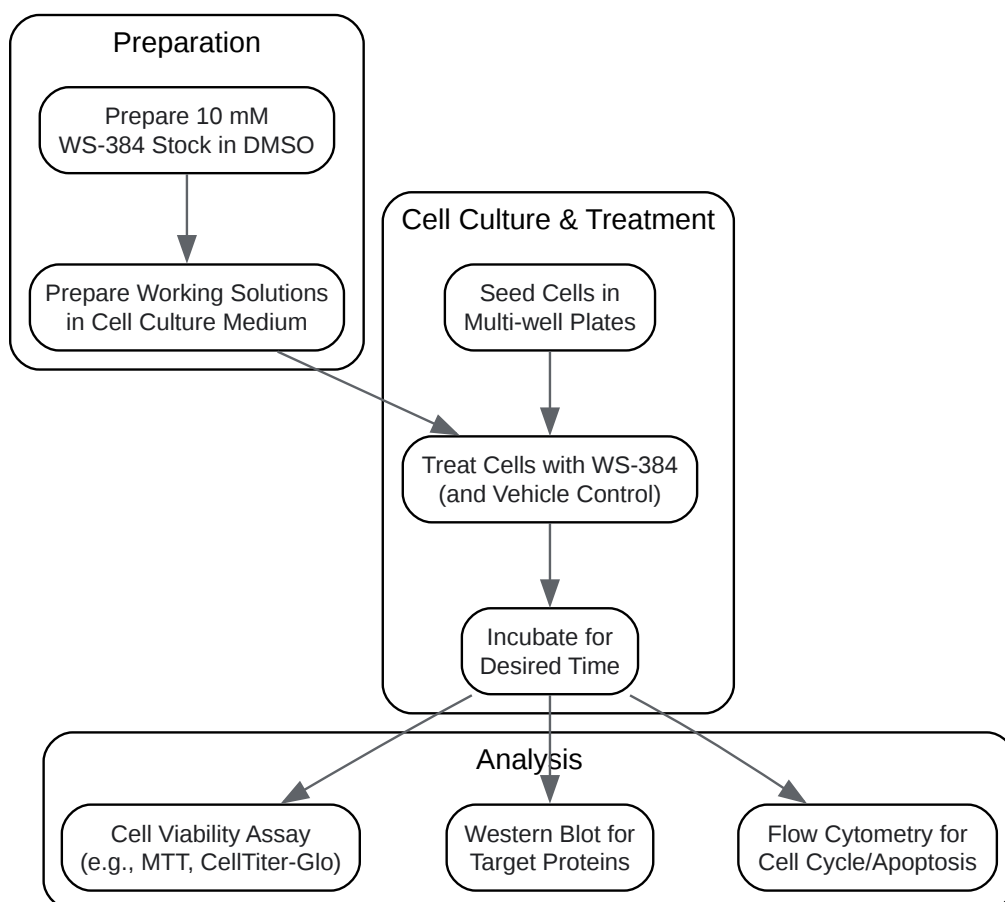 Preparation
Prepare 10 mM
WS-384 Stock in DMSO
Prepare Working Solutions
in Cell Culture Medium
Cell Culture & Treatment
Seed Cells in
Multi-well Plates
Treat Cells with WS-384
(and Vehicle Control)
Incubate for
Desired Time
Analysis
Cell Viability Assay
(e.g., MTT, CellTiter-Glo)
Western Blot for
Target Proteins
Flow Cytometry for
Cell Cycle/Apoptosis